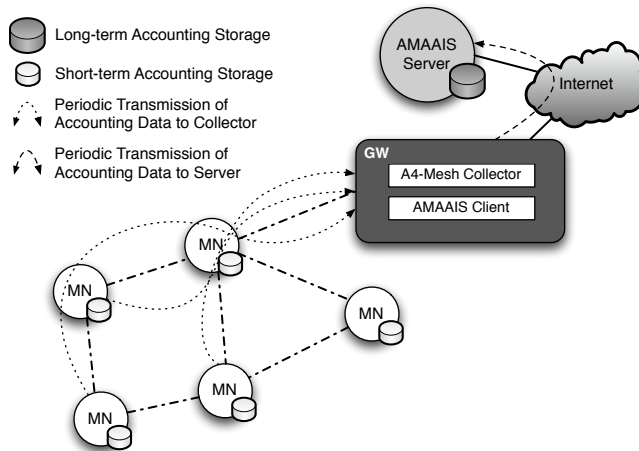 Long-term Accounting Storage
Short-term Accounting Storage
Periodic Transmission of
Accounting Data to Collector
Periodic Transmission of
Accounting Data to Server
AMAAIS
Server
Internet
GW
A4-Mesh Collector
AMAAIS Client
MN
MN
MN
MN
MN